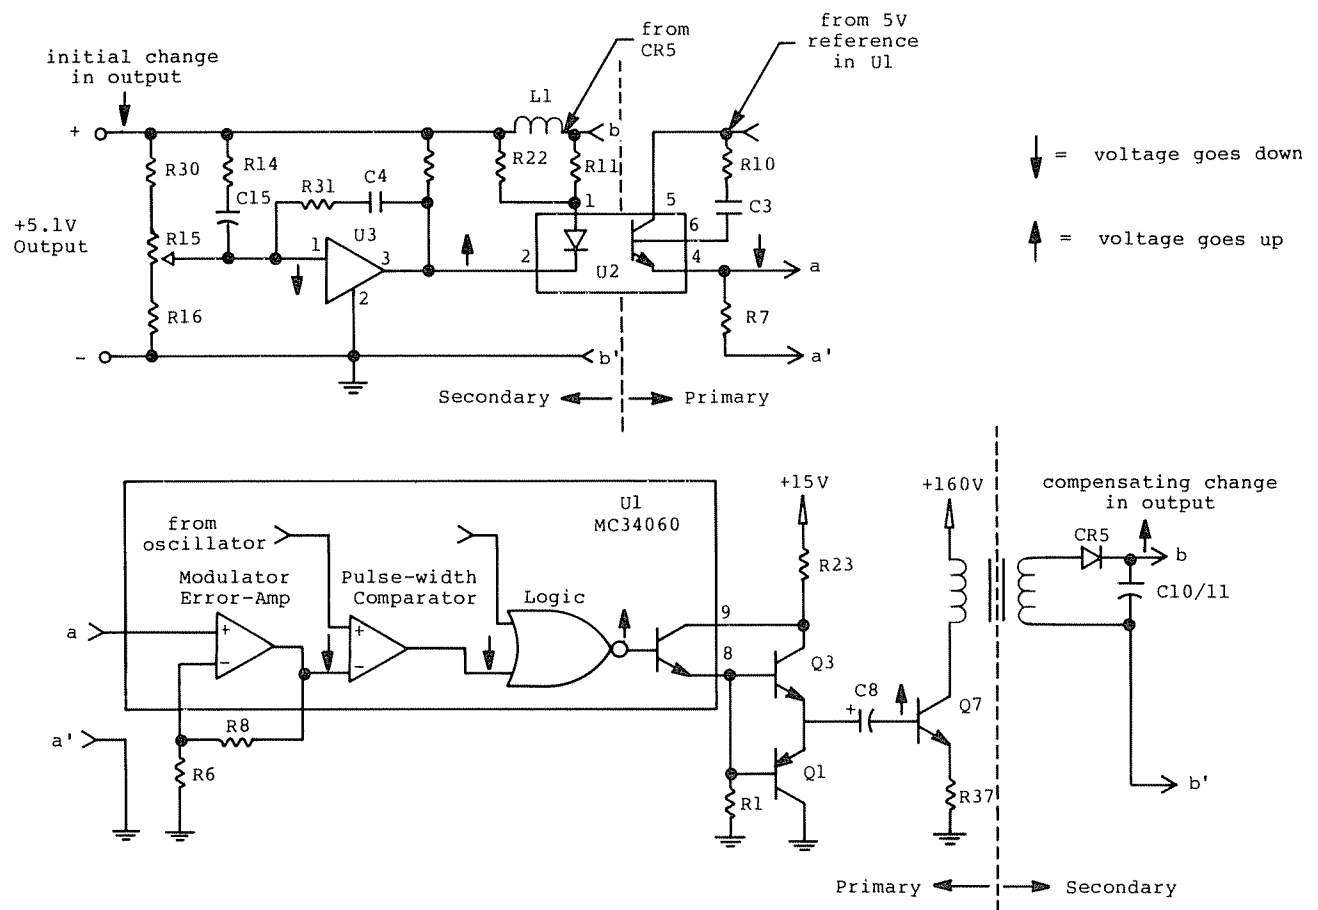 initial change
in output
from
CR5
from 5V
reference
in U1
L1
+
b
R30
R14
R22
R11
R10
C15
R31
C4
1
5
C3
+5.1V
Output
R15
1
U3
3
2
6
4
U2
a
2
R16
R7
-
b'
a'
Secondary
Primary
= voltage goes down
= voltage goes up
U1
MC34060
from
oscillator
Modulator
Error-Amp
Pulse-width
Comparator
Logic
a
+
-
+
-
9
8
a'
R8
R6
+15V
R23
Q3
C8
+
Q1
R1
+160V
Q7
R37
compensating change
in output
CR5
b
C10/11
b'
Primary
Secondary